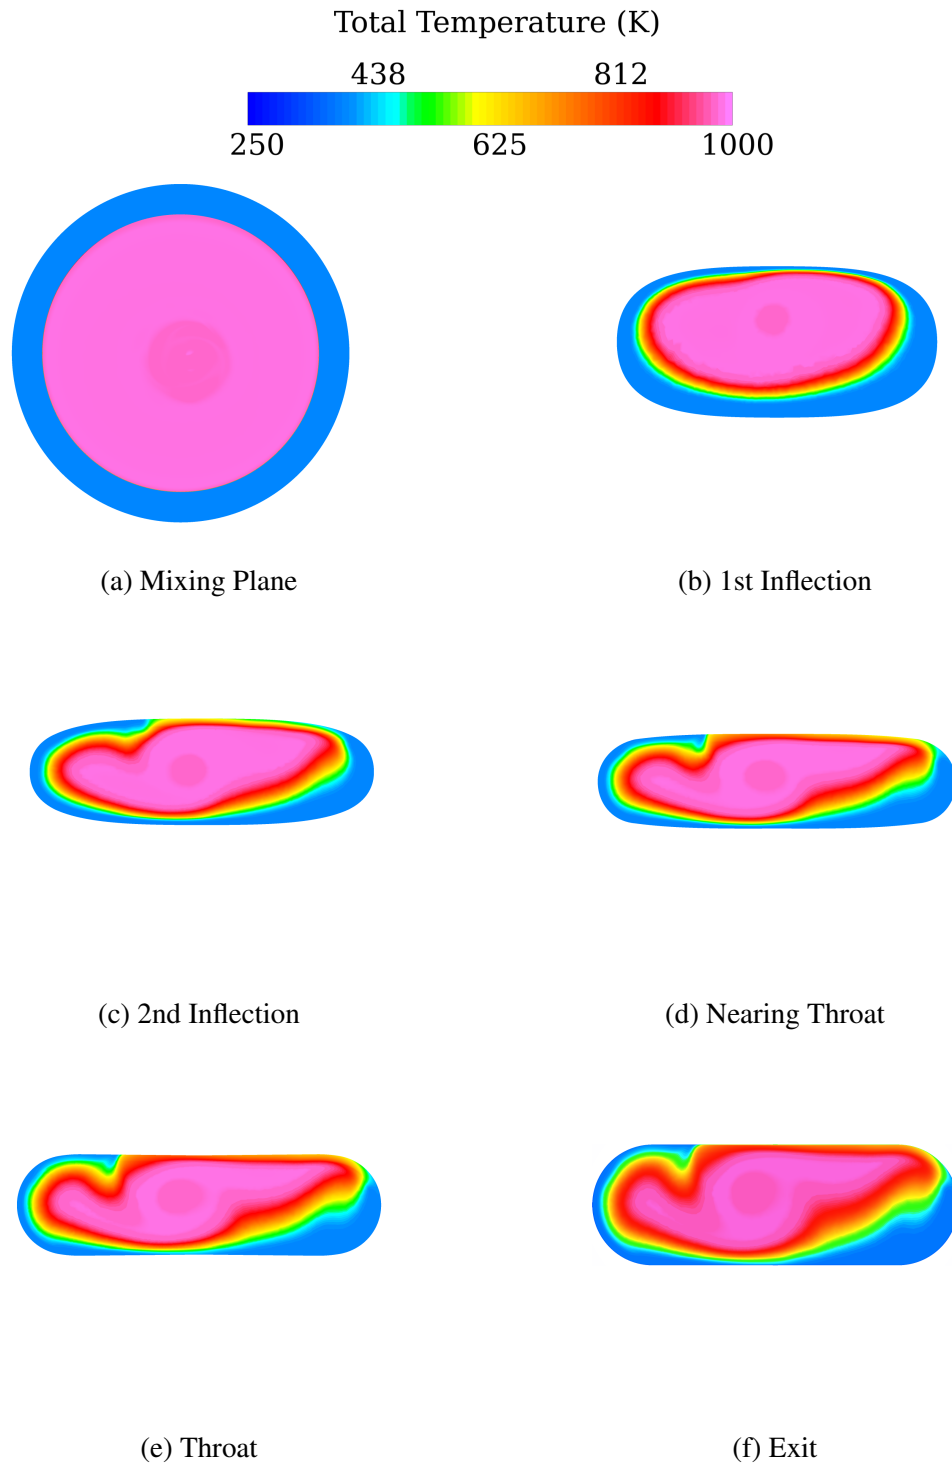 Total Temperature (K)
438 812
250 625 1000
(a) Mixing Plane
(b) 1st Inflection
(c) 2nd Inflection
(d) Nearing Throat
(e) Throat
(f) Exit